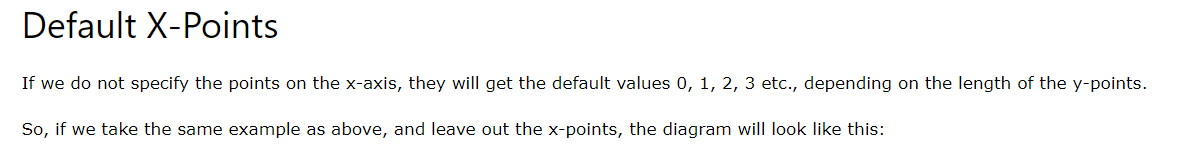 Default X-Points
If we do not specify the points on the x-axis, they will get the default values 0, 1, 2, 3 etc., depending on the length of the y-points.
So, if we take the same example as above, and leave out the x-points, the diagram will look like this: